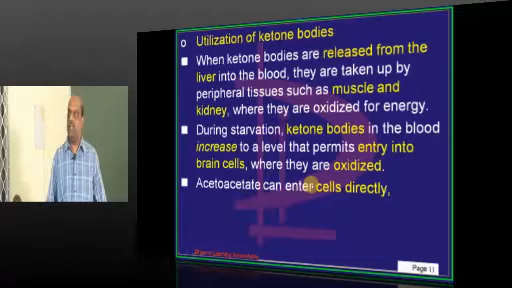 Utilization of ketone bodies
When ketone bodies are released from the
liver into the blood, they are taken up by
peripheral tissues such as muscle and
kidney, where they are oxidized for energy.
During starvation, ketone bodies in the blood
increase to a level that permits entry into
brain cells, where they are oxidized.
Acetoacetate can enter cells directly,
Page 11